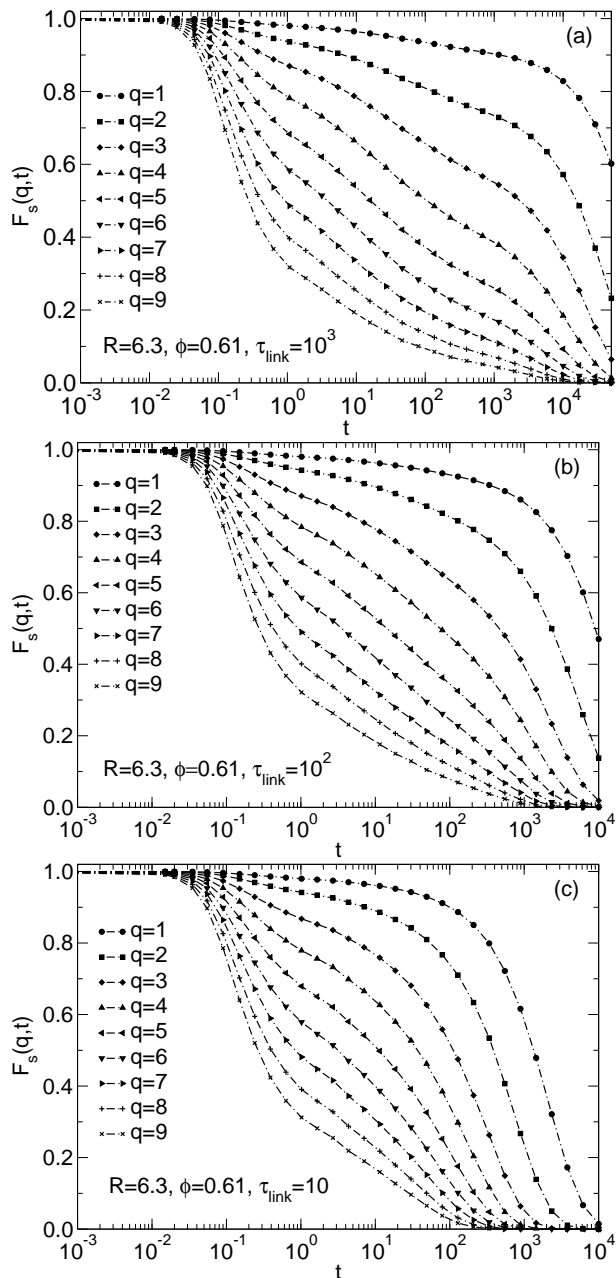 1.0
(a)
0.8
q=1
q=2
q=3
0.6
q=4
F_s(q,t)
q=5
q=6
0.4
q=7
q=8
0.2
q=9
R=6.3, ϕ=0.61, τ_link=10^3
0.0
10^-3 10^-2 10^-1 10^0 10^1 10^2 10^3 10^4
t
1.0
(b)
q=1
0.8
q=2
q=3
0.6
q=4
F_s(q,t)
q=5
q=6
0.4
q=7
q=8
0.2
q=9
R=6.3, ϕ=0.61, τ_link=10^2
0.0
10^-3 10^-2 10^-1 10^0 10^1 10^2 10^3 10^4
t
1.0
(c)
0.8
q=1
q=2
q=3
0.6
q=4
F_s(q,t)
q=5
q=6
0.4
q=7
q=8
q=9
0.2
R=6.3, ϕ=0.61, τ_link=10
0.0
10^-3 10^-2 10^-1 10^0 10^1 10^2 10^3 10^4
t